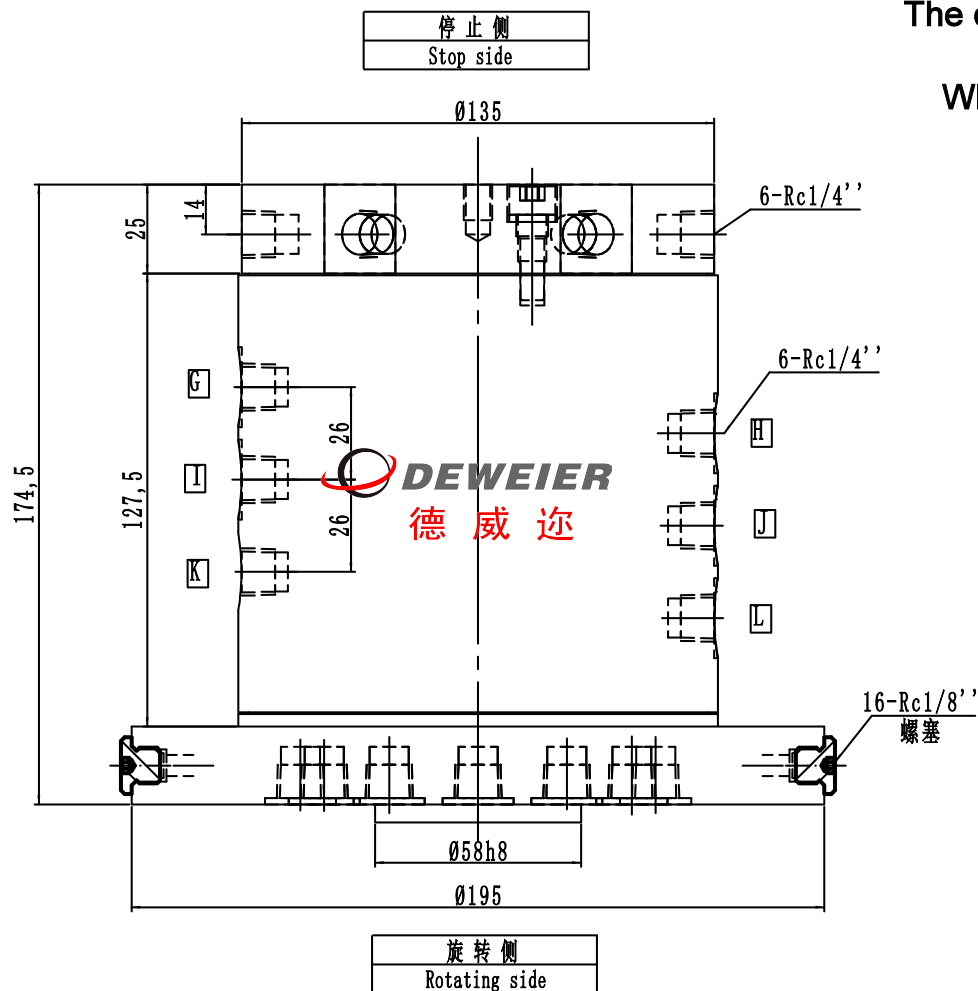 停止侧
Stop side
The
Ø135
6-Rc1/4''
14
25
6-Rc1/4''
G
26
H
174,5
127,5
I
DEWEIER
德威迩
26
J
K
L
16-Rc1/8''
螺塞
Ø58h8
Ø195
旋转侧
Rotating side